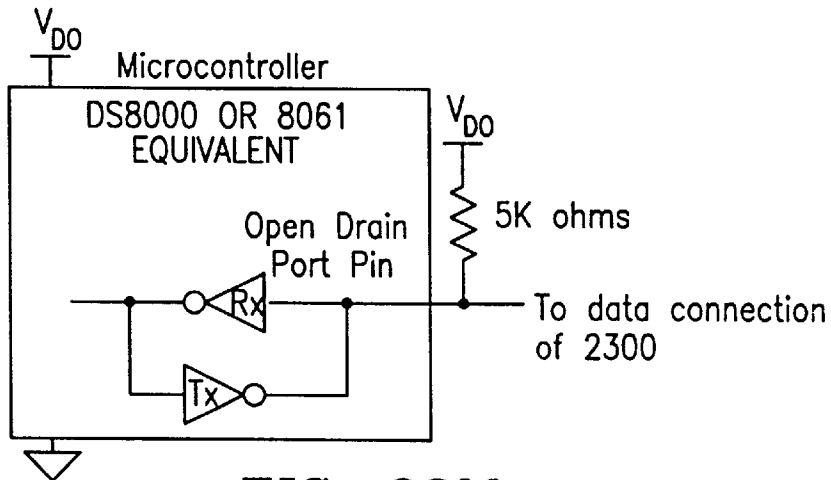 V_DO
Microcontroller
DS8000 OR 8061
EQUIVALENT
V_DO
5K ohms
Open Drain
Port Pin
Rx
Tx
To data connection
of 2300